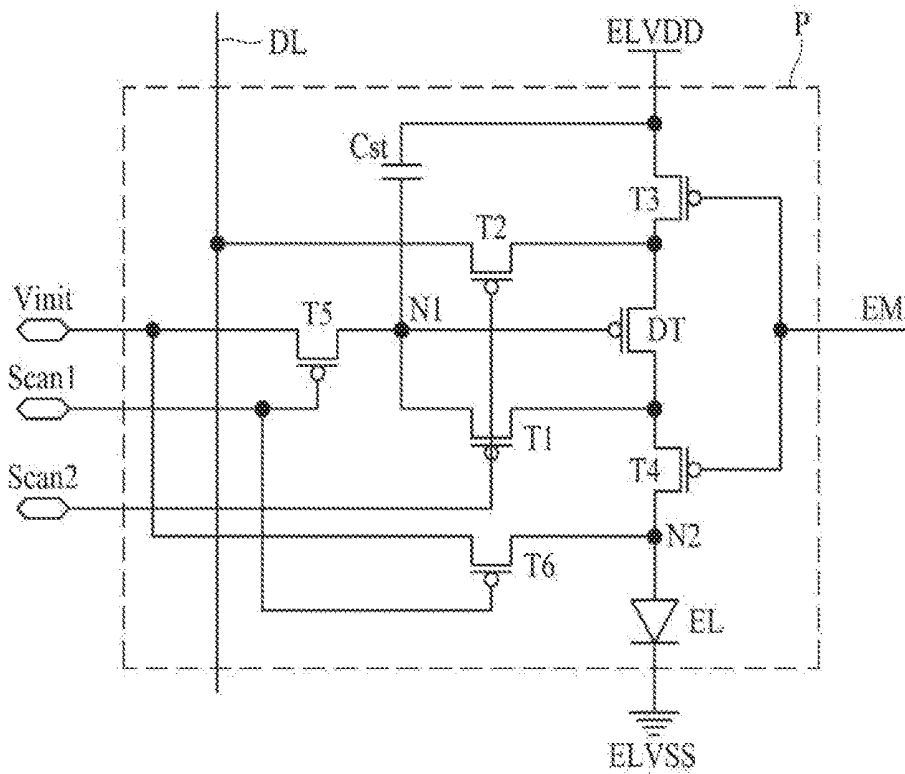 DL
ELVDD
P
Cst
T3
T2
Vinit
T5
N1
DT
EM
Scan1
T1
T4
Scan2
N2
T6
EL
ELVSS